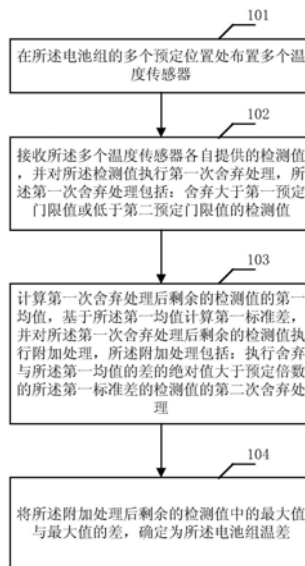 101
在所述电池组的多个预定位置处布置多个温
度传感器
102
接收所述多个温度传感器各自提供的检测值
，并对所述检测值执行第一次舍弃处理，所
述第一次舍弃处理包括：舍弃大于第一预定
门限值或低于第二预定门限值的检测值
103
计算第一次舍弃处理后剩余的检测值的第一
均值，基于所述第一均值计算第一标准差，
并对所述第一次舍弃处理后剩余的检测值执
行附加处理，所述附加处理包括：执行舍弃
与所述第一均值的差的绝对值大于预定倍数
的所述第一标准差的检测值的第二次舍弃处
理
104
将所述附加处理后剩余的检测值中的最大值
与最大值的差，确定为所述电池组温差